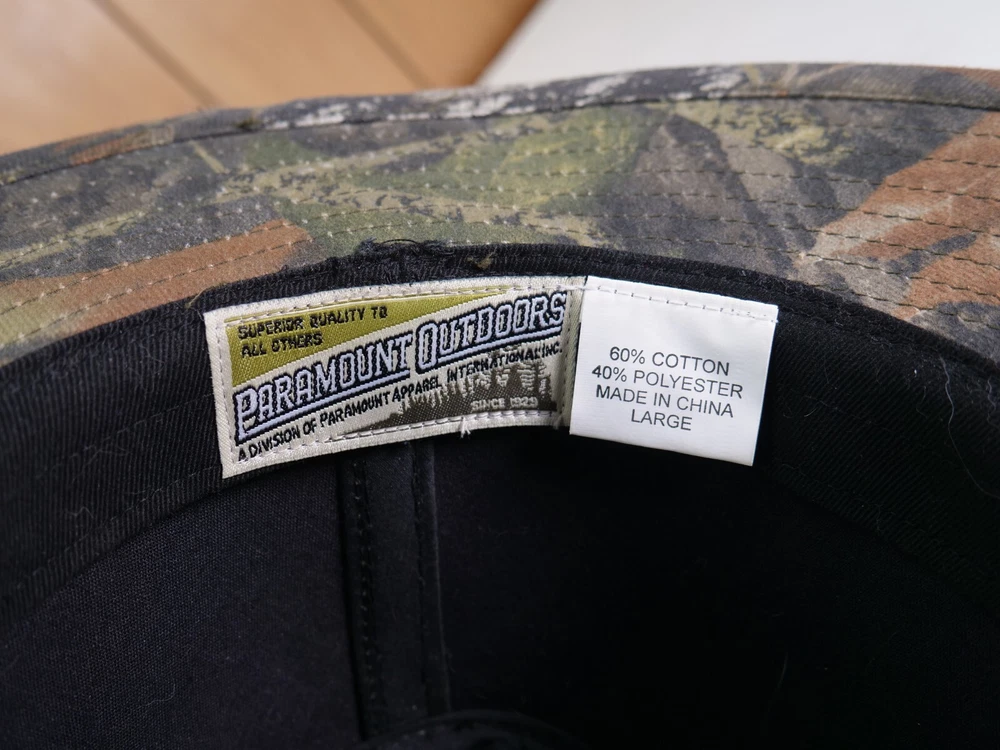 SUPERIOR QUALITY TO
ALL OTHERS
PARAMOUNT OUTDOORS
A DIVISION OF PARAMOUNT APPAREL INTERNATIONAL INC.
SINCE 1929
60% COTTON
40% POLYESTER
MADE IN CHINA
LARGE